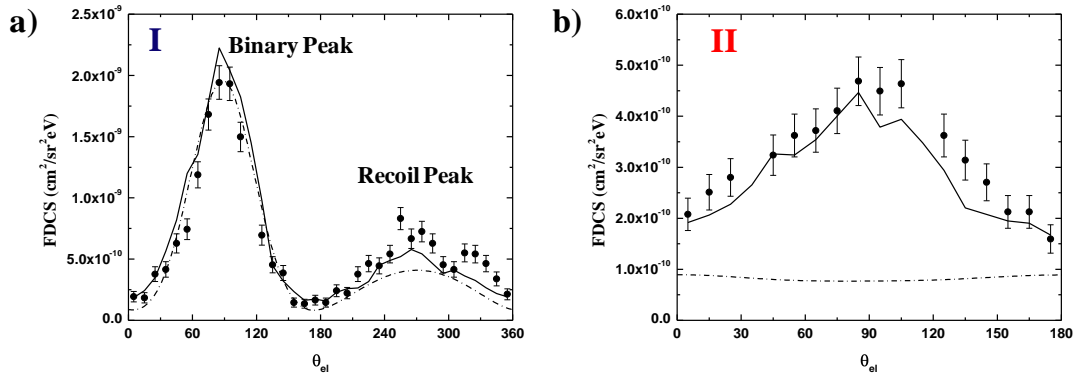 a)
I
Binary Peak
Recoil Peak
FDCS (cm²/sr²eV)
2.5x10⁻⁹
2.0x10⁻⁹
1.5x10⁻⁹
1.0x10⁻⁹
5.0x10⁻¹⁰
0.0
0 60 120 180 240 300 360
θel
b)
II
FDCS (cm²/sr²eV)
6.0x10⁻¹⁰
5.0x10⁻¹⁰
4.0x10⁻¹⁰
3.0x10⁻¹⁰
2.0x10⁻¹⁰
1.0x10⁻¹⁰
0.0
0 30 60 90 120 150 180
θel